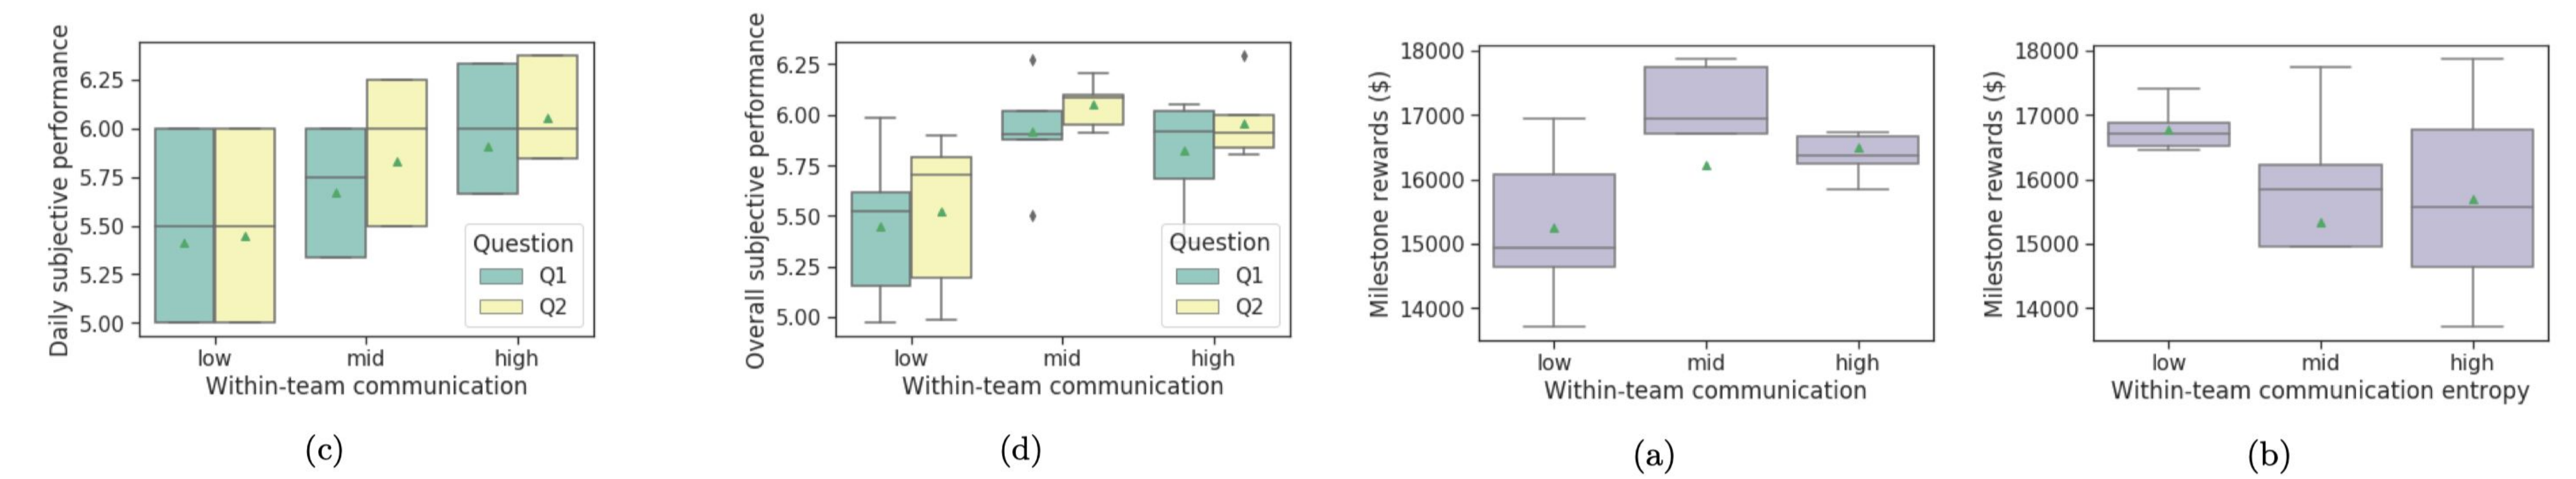 Daily subjective performance
6.25
6.00
5.75
5.50
5.25
5.00
low mid high
Within-team communication
Question
Q1
Q2
(c)
Overall subjective performance
6.25
6.00
5.75
5.50
5.25
5.00
low mid high
Within-team communication
Question
Q1
Q2
(d)
Milestone rewards ($)
18000
17000
16000
15000
14000
low mid high
Within-team communication
(a)
Milestone rewards ($)
18000
17000
16000
15000
14000
low mid high
Within-team communication entropy
(b)